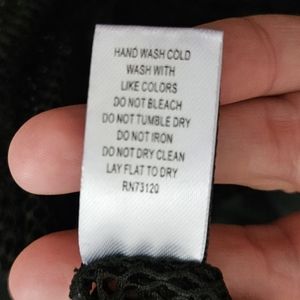 HAND WASH COLD
WASH WITH
LIKE COLORS
DO NOT BLEACH
DO NOT TUMBLE DRY
DO NOT IRON
DO NOT DRY CLEAN
LAY FLAT TO DRY
RN73120